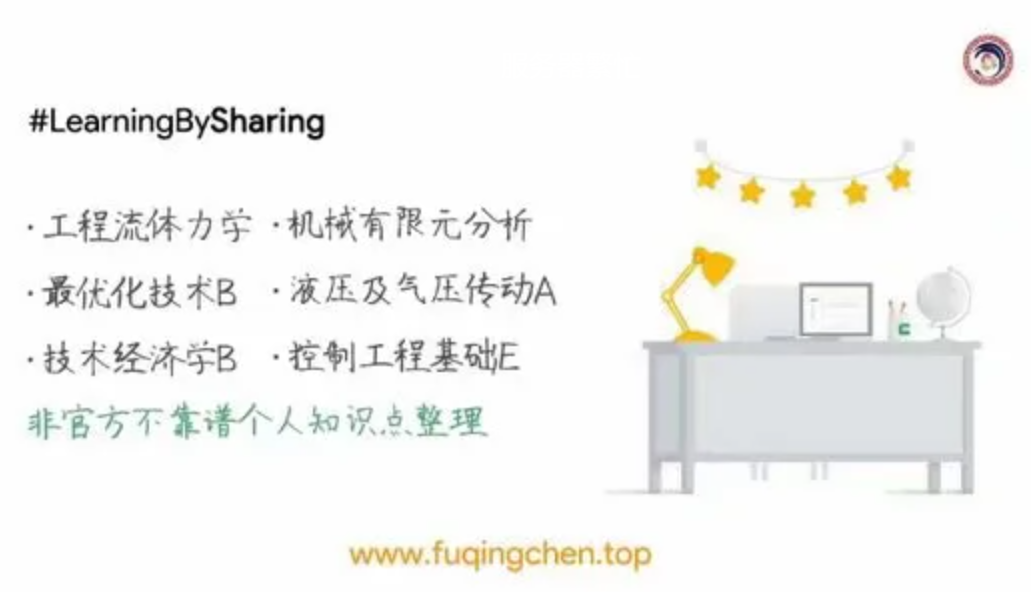 #LearningBySharing
·工程流体力学 ·机械有限元分析
·最优化技术B ·液压及气压传动A
·技术经济学B ·控制工程基础E
非官方不靠谱个人知识点整理
www.fuqingchen.top